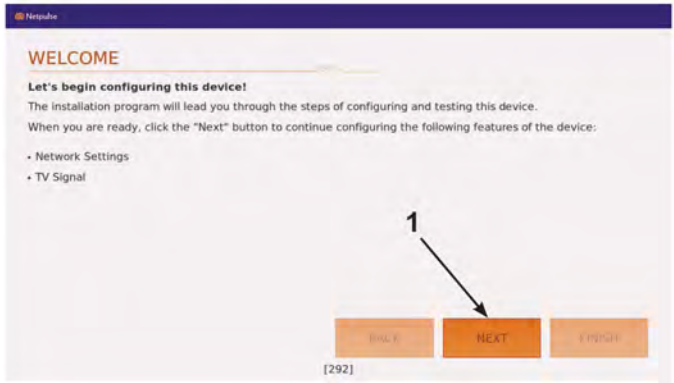 Netpulse
WELCOME
Let's begin configuring this device!
The installation program will lead you through the steps of configuring and testing this device.
When you are ready, click the "Next" button to continue configuring the following features of the device:
• Network Settings
• TV Signal
1
BACK NEXT FINISH
[292]